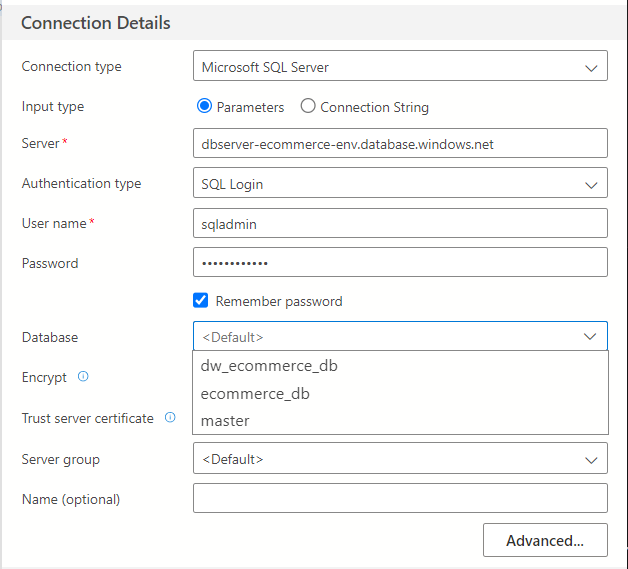 Connection Details
Connection type
Microsoft SQL Server
Input type
Parameters
Connection String
Server*
dbserver-ecommerce-env.database.windows.net
Authentication type
SQL Login
User name*
sqladmin
Password
••••••••••••
Remember password
Database
<Default>
dw_ecommerce_db
ecommerce_db
master
Encrypt
Trust server certificate
Server group
<Default>
Name (optional)
Advanced...